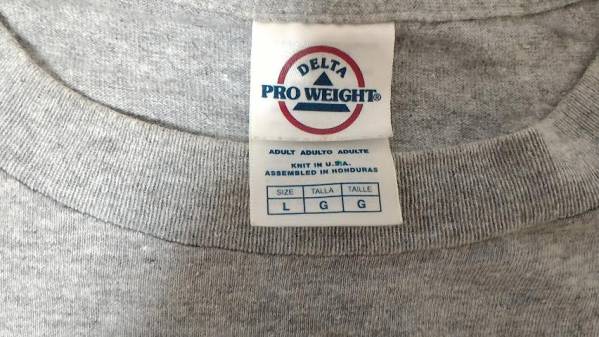 DELTA
PRO WEIGHT®
ADULT ADULTO ADULTE
KNIT IN U.S.A.
ASSEMBLED IN HONDURAS
SIZE TALLA TAILLE
L G G